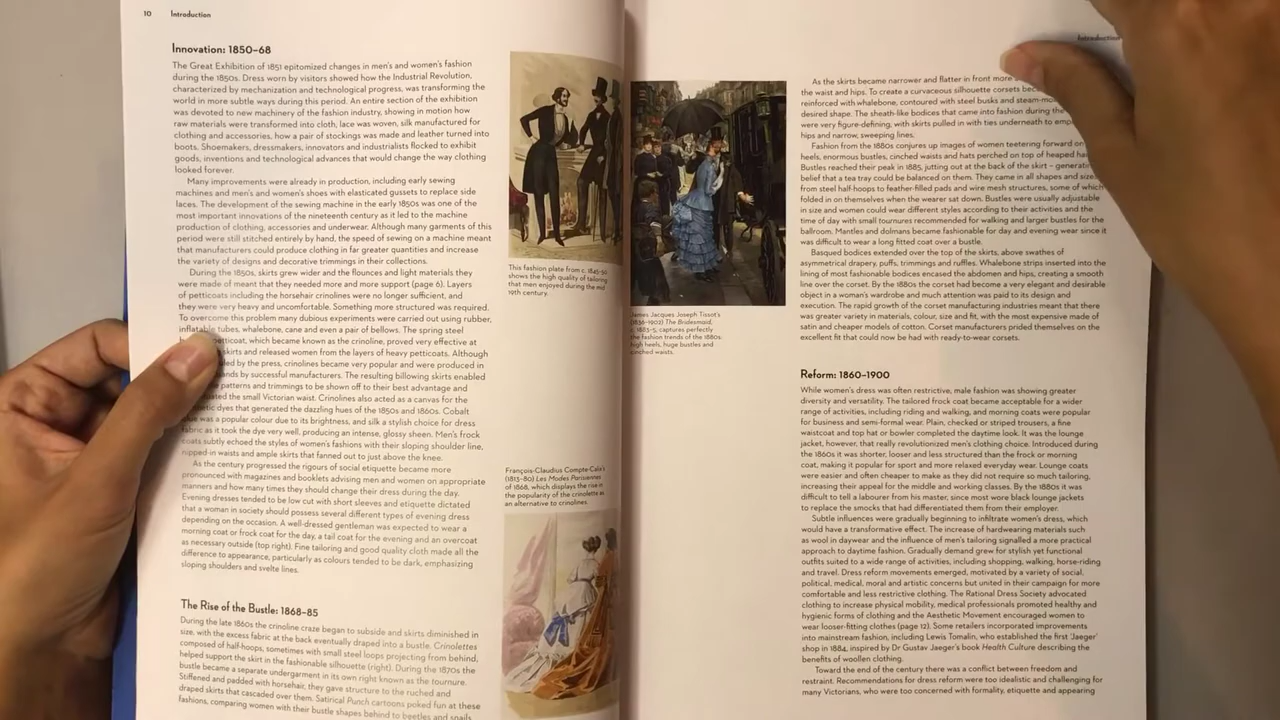 10 Introduction
Innovation: 1850–68
The Great Exhibition of 1851 epitomized changes in men's and women's fashion
during the 1850s. Dress worn by visitors showed how the Industrial Revolution,
characterized by mechanization and technological progress, was transforming the
world in more subtle ways during this period. An entire section of the exhibition
was devoted to new machinery of the fashion industry, showing in motion how
raw materials were transformed into cloth, lace was woven, silk manufactured for
clothing and accessories, how a pair of stockings was made and leather turned into
boots. Shoemakers, dressmakers, innovators and industrialists flocked to exhibit
goods, inventions and technological advances that would change the way clothing
looked forever.
Many improvements were already in production, including early sewing
machines and men's and women's shoes with elasticated gussets to replace side
laces. The development of the sewing machine in the early 1850s was one of the
most important innovations of the nineteenth century as it led to the machine
production of clothing, accessories and underwear. Although many garments of this
period were still stitched entirely by hand, the speed of sewing on a machine meant
that manufacturers could produce clothing in far greater quantities and increase
the variety of designs and decorative trimmings in their collections.
During the 1850s, skirts grew wider and the flounces and light materials they
were made of meant that they needed more and more support (page 6). Layers
of petticoats including the horsehair crinolines were no longer sufficient, and
they were very heavy and uncomfortable. Something more structured was required.
To overcome this problem many dubious experiments were carried out using rubber,
inflatable tubes, whalebone, cane and even a pair of bellows. The spring steel
petticoat, which became known as the crinoline, proved very effective at
skirts and released women from the layers of heavy petticoats. Although
by the press, crinolines became very popular and were produced in
by successful manufacturers. The resulting billowing skirts enabled
patterns and trimmings to be shown off to their best advantage and
the small Victorian waist. Crinolines also acted as a canvas for the
dyes that generated the dazzling hues of the 1850s and 1860s. Cobalt
was a popular colour due to its brightness, and silk a stylish choice for dress
fabric as it took the dye very well, producing an intense, glossy sheen. Men's frock
coats subtly echoed the styles of women's fashions with their sloping shoulder line,
nipped-in waists and ample skirts that fanned out to just above the knee.
As the century progressed the rigours of social etiquette became more
pronounced with magazines and booklets advising men and women on appropriate
manners and how many times they should change their dress during the day.
Evening dresses tended to be low cut with short sleeves and etiquette dictated
that a woman in society should possess several different types of evening dress
depending on the occasion. A well-dressed gentleman was expected to wear a
morning coat or frock coat for the day, a tail coat for the evening and an overcoat
as necessary outside (top right). Fine tailoring and good quality cloth made all the
difference to appearance, particularly as colours tended to be dark, emphasizing
sloping shoulders and svelte lines.
The Rise of the Bustle: 1868–85
During the late 1860s the crinoline craze began to subside and skirts diminished in
size, with the excess fabric at the back eventually draped into a bustle. Crinolettes
composed of half-hoops, sometimes with small steel loops projecting from behind,
helped support the skirt in the fashionable silhouette (right). During the 1870s the
bustle became a separate undergarment in its own right known as the tournure.
Stiffened and padded with horsehair, they gave structure to the ruched and
draped skirts that cascaded over them. Satirical Punch cartoons poked fun at these
fashions, comparing women with their bustle shapes behind to beetles and snails.
This fashion plate from c. 1845–50
shows the high quality of tailoring
that men enjoyed during the mid
19th century.
François-Claudius Compte-Calix's
(1813–80) Les Modes Parisiennes
of 1868, which displays the rise in
the popularity of the crinolette as
an alternative to crinolines.
James Jacques Joseph Tissot's
(1836–1902) The Bridesmaid,
c. 1883–5, captures perfectly
the fashion trends of the 1880s:
high heels, huge bustles and
cinched waists.
Introduction
As the skirts became narrower and flatter in front more
the waist and hips. To create a curvaceous silhouette corsets
reinforced with whalebone, contoured with steel busks and
desired shape. The sheath-like bodices that came into fashion during the
were very figure-defining, with skirts pulled in with ties underneath to
hips and narrow, sweeping lines.
Fashion from the 1880s conjures up images of women teetering forward on
heels, enormous bustles, cinched waists and hats perched on top of heaped
Bustles reached their peak in 1885, jutting out at the back of the skirt –
belief that a tea tray could be balanced on them. They came in all shapes and sizes
from steel half-hoops to feather-filled pads and wire mesh structures, some of which
folded in on themselves when the wearer sat down. Bustles were usually adjustable
in size and women could wear different styles according to their activities and the
time of day with small tournures recommended for walking and larger bustles for the
ballroom. Mantles and dolmans became fashionable for day and evening wear since it
was difficult to wear a long fitted coat over a bustle.
Basqued bodices extended over the top of the skirts, above swathes of
asymmetrical drapery, puffs, trimmings and ruffles. Whalebone strips inserted into the
lining of most fashionable bodices encased the abdomen and hips, creating a smooth
line over the corset. By the 1880s the corset had become a very elegant and desirable
object in a woman's wardrobe and much attention was paid to its design and
execution. The rapid growth of the corset manufacturing industries meant that there
was greater variety in materials, colour, size and fit, with the most expensive made of
satin and cheaper models of cotton. Corset manufacturers prided themselves on the
excellent fit that could now be had with ready-to-wear corsets.
Reform: 1860–1900
While women's dress was often restrictive, male fashion was showing greater
diversity and versatility. The tailored frock coat became acceptable for a wider
range of activities, including riding and walking, and morning coats were popular
for business and semi-formal wear. Plain, checked or striped trousers, a fine
waistcoat and top hat or bowler completed the daytime look. It was the lounge
jacket, however, that really revolutionized men's clothing choice. Introduced during
the 1860s it was shorter, looser and less structured than the frock or morning
coat, making it popular for sport and more relaxed everyday wear. Lounge coats
were easier and often cheaper to make as they did not require so much tailoring,
increasing their appeal for the middle and working classes. By the 1880s it was
difficult to tell a labourer from his master, since most wore black lounge jackets
to replace the smocks that had differentiated them from their employer.
Subtle influences were gradually beginning to infiltrate women's dress, which
would have a transformative effect. The increase of hardwearing materials such
as wool in daywear and the influence of men's tailoring signalled a more practical
approach to daytime fashion. Gradually demand grew for stylish yet functional
outfits suited to a wide range of activities, including shopping, walking, horse-riding
and travel. Dress reform movements emerged, motivated by a variety of social,
political, medical, moral and artistic concerns but united in their campaign for more
comfortable and less restrictive clothing. The Rational Dress Society advocated
clothing to increase physical mobility, medical professionals promoted healthy and
hygienic forms of clothing and the Aesthetic Movement encouraged women to
wear looser-fitting clothes (page 12). Some retailers incorporated improvements
into mainstream fashion, including Lewis Tomalin, who established the first 'Jaeger'
shop in 1884, inspired by Dr Gustav Jaeger's book Health Culture describing the
benefits of woollen clothing.
Toward the end of the century there was a conflict between freedom and
restraint. Recommendations for dress reform were too idealistic and challenging for
many Victorians, who were too concerned with formality, etiquette and appearing